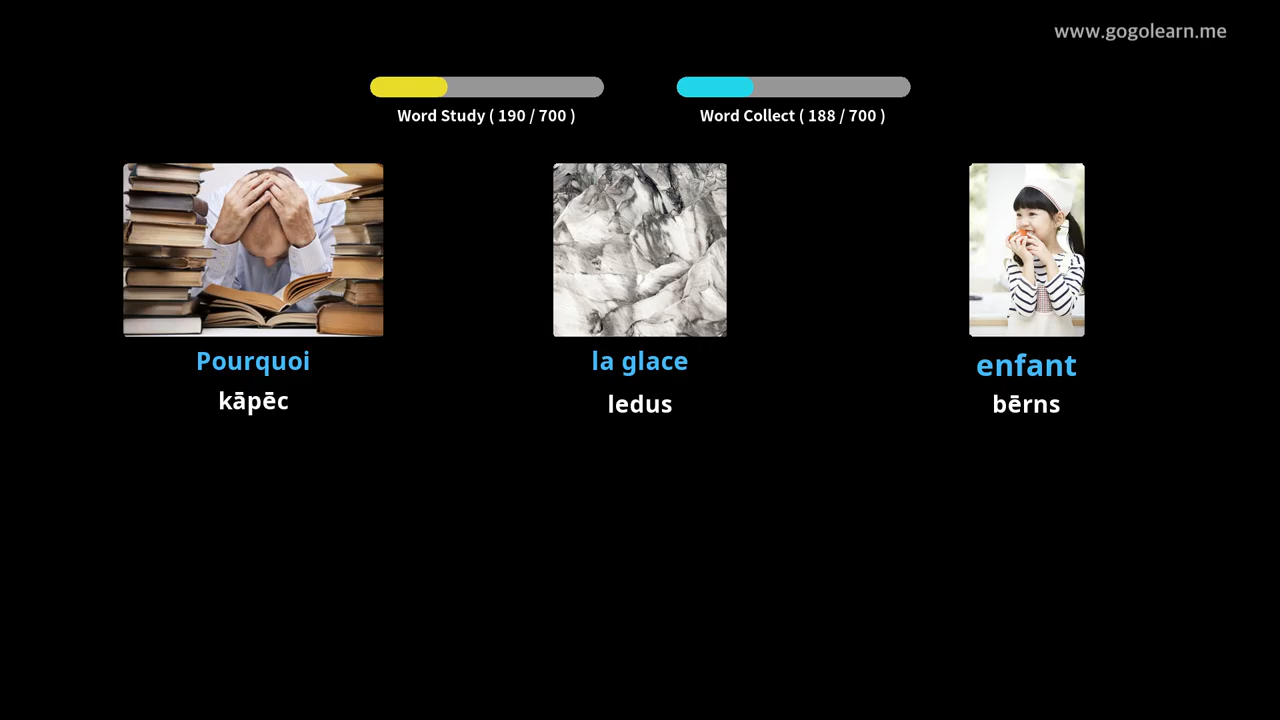 www.gogolearn.me
Word Study ( 190 / 700 )
Word Collect ( 188 / 700 )
Pourquoi
kāpēc
la glace
ledus
enfant
bērns